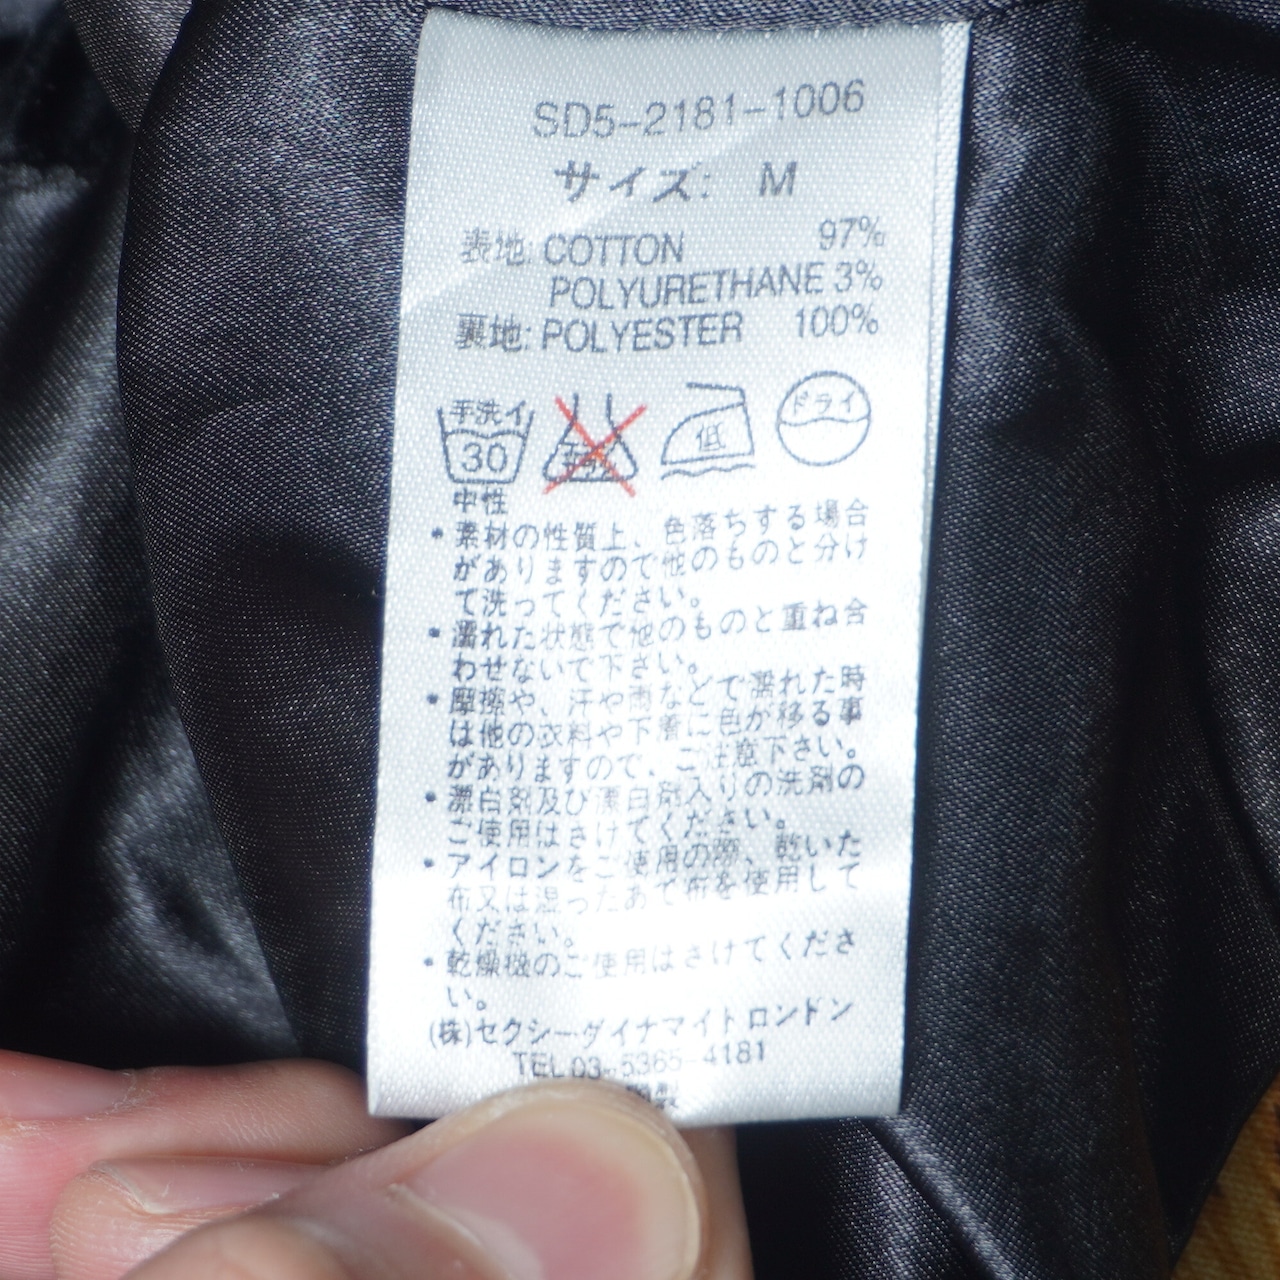 SD5-2181-1006
サイズ: M
表地: COTTON 97%
POLYURETHANE 3%
裏地: POLYESTER 100%
手洗イ
30
低
ドライ
中性
・素材の性質上、色落ちする場合
がありますので他のものと分け
て洗ってください。
・濡れた状態で他のものと重ね合
わせないで下さい。
・摩擦や、汗や雨などで濡れた時
は他の衣料や下着に色が移る事
がありますので、ご注意下さい。
・漂白剤及び漂白剤入りの洗剤の
ご使用はさけてください。
・アイロンをご使用の際、乾いた
布又は湿ったあて布を使用して
ください。
・乾燥機のご使用はさけてくださ
い。
(株)セクシー・ダイナマイトロンドン
TEL 03-5365-4181